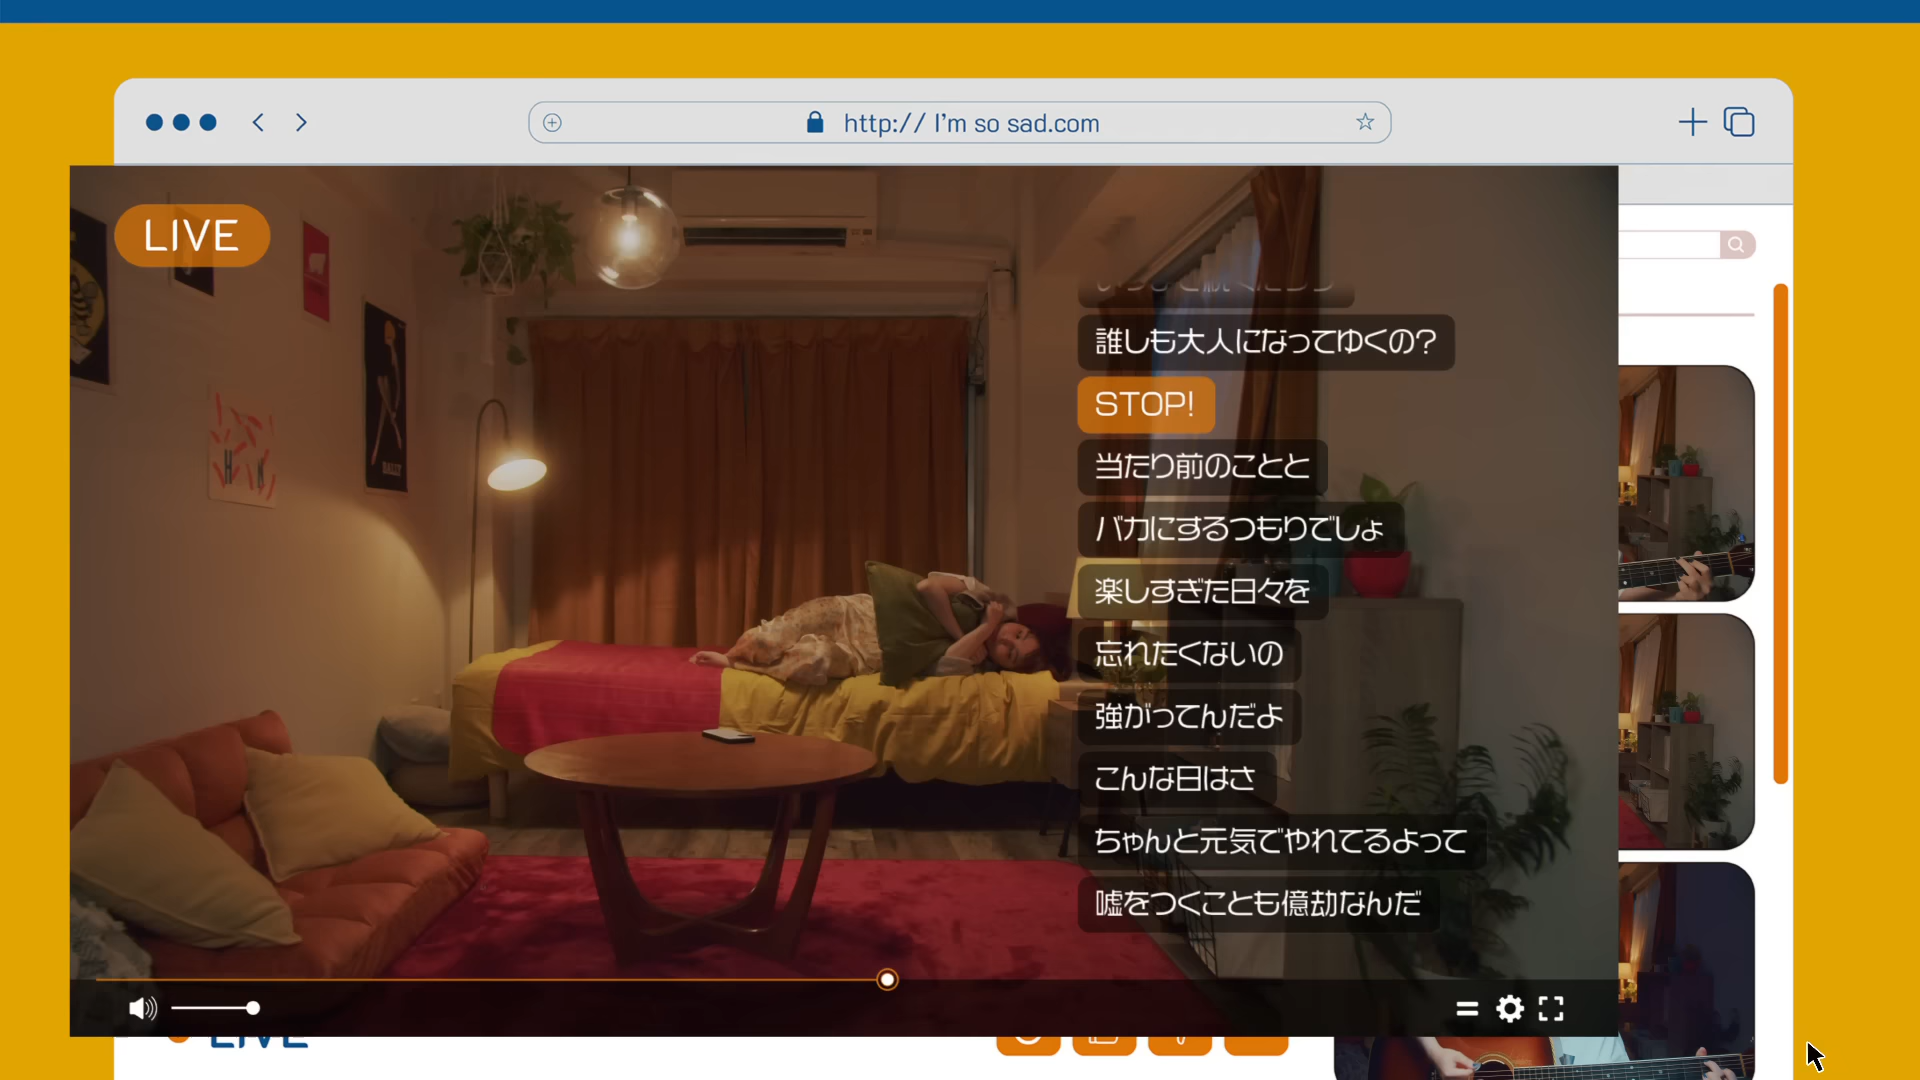 http:// I'm so sad.com
LIVE
誰しも大人になってゆくの?
STOP!
当たり前のことと
バカにするつもりでしょ
楽しすぎた日々を
忘れたくないの
強がってんだよ
こんな日はさ
ちゃんと元気でやれてるよって
嘘をつくことも億劫なんだ
BALLY
H K
LIVE